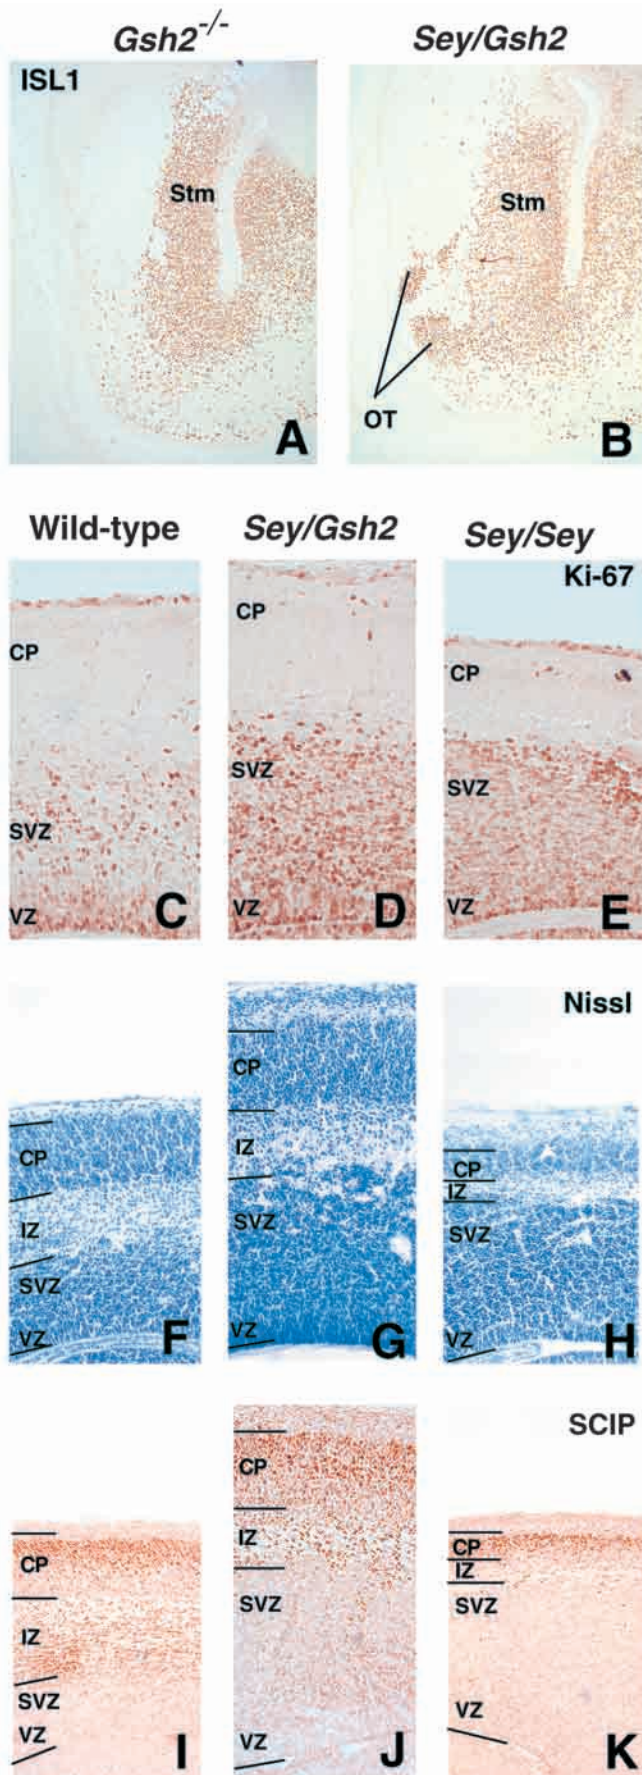 Gsh2-/- Sey/Gsh2
ISL1
Stm Stm
OT
A B
Wild-type Sey/Gsh2 Sey/Sey
Ki-67
CP CP CP
SVZ SVZ SVZ
VZ VZ VZ
C D E
Nissl
CP CP CP
IZ IZ IZ
SVZ SVZ SVZ
VZ VZ VZ
F G H
SCIP
CP CP CP
IZ IZ IZ
SVZ SVZ SVZ
VZ VZ VZ
I J K